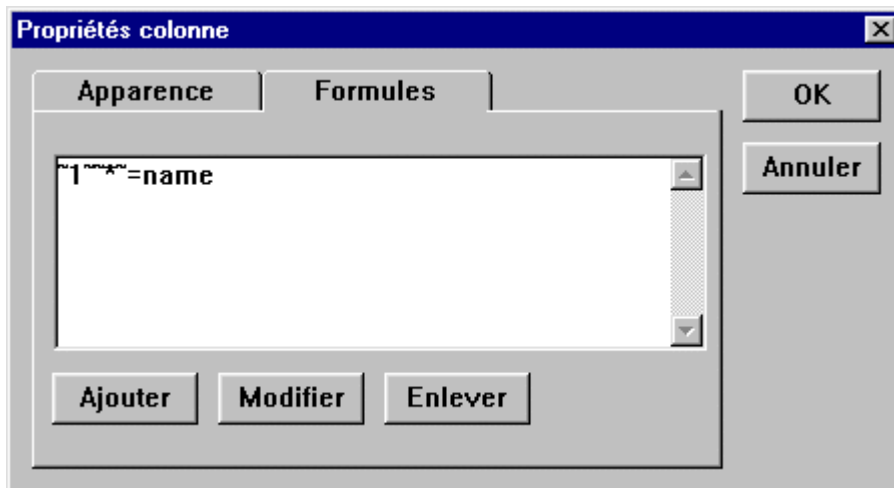 Propriétés colonne
Apparence
Formules
OK
Annuler
~1~~*~=name
Ajouter
Modifier
Enlever